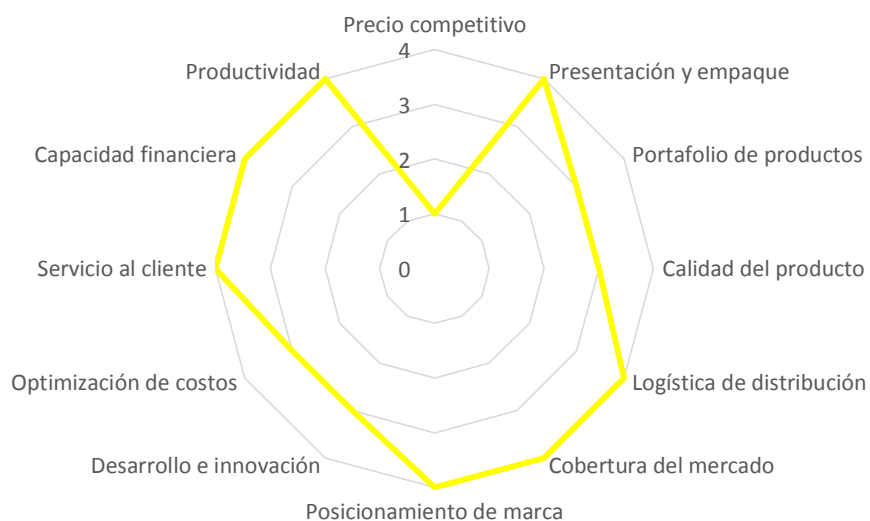 Precio competitivo
4
Productividad
Presentación y empaque
3
Capacidad financiera
Portafolio de productos
2
1
Servicio al cliente
0
Calidad del producto
Optimización de costos
Logística de distribución
Desarrollo e innovación
Cobertura del mercado
Posicionamiento de marca